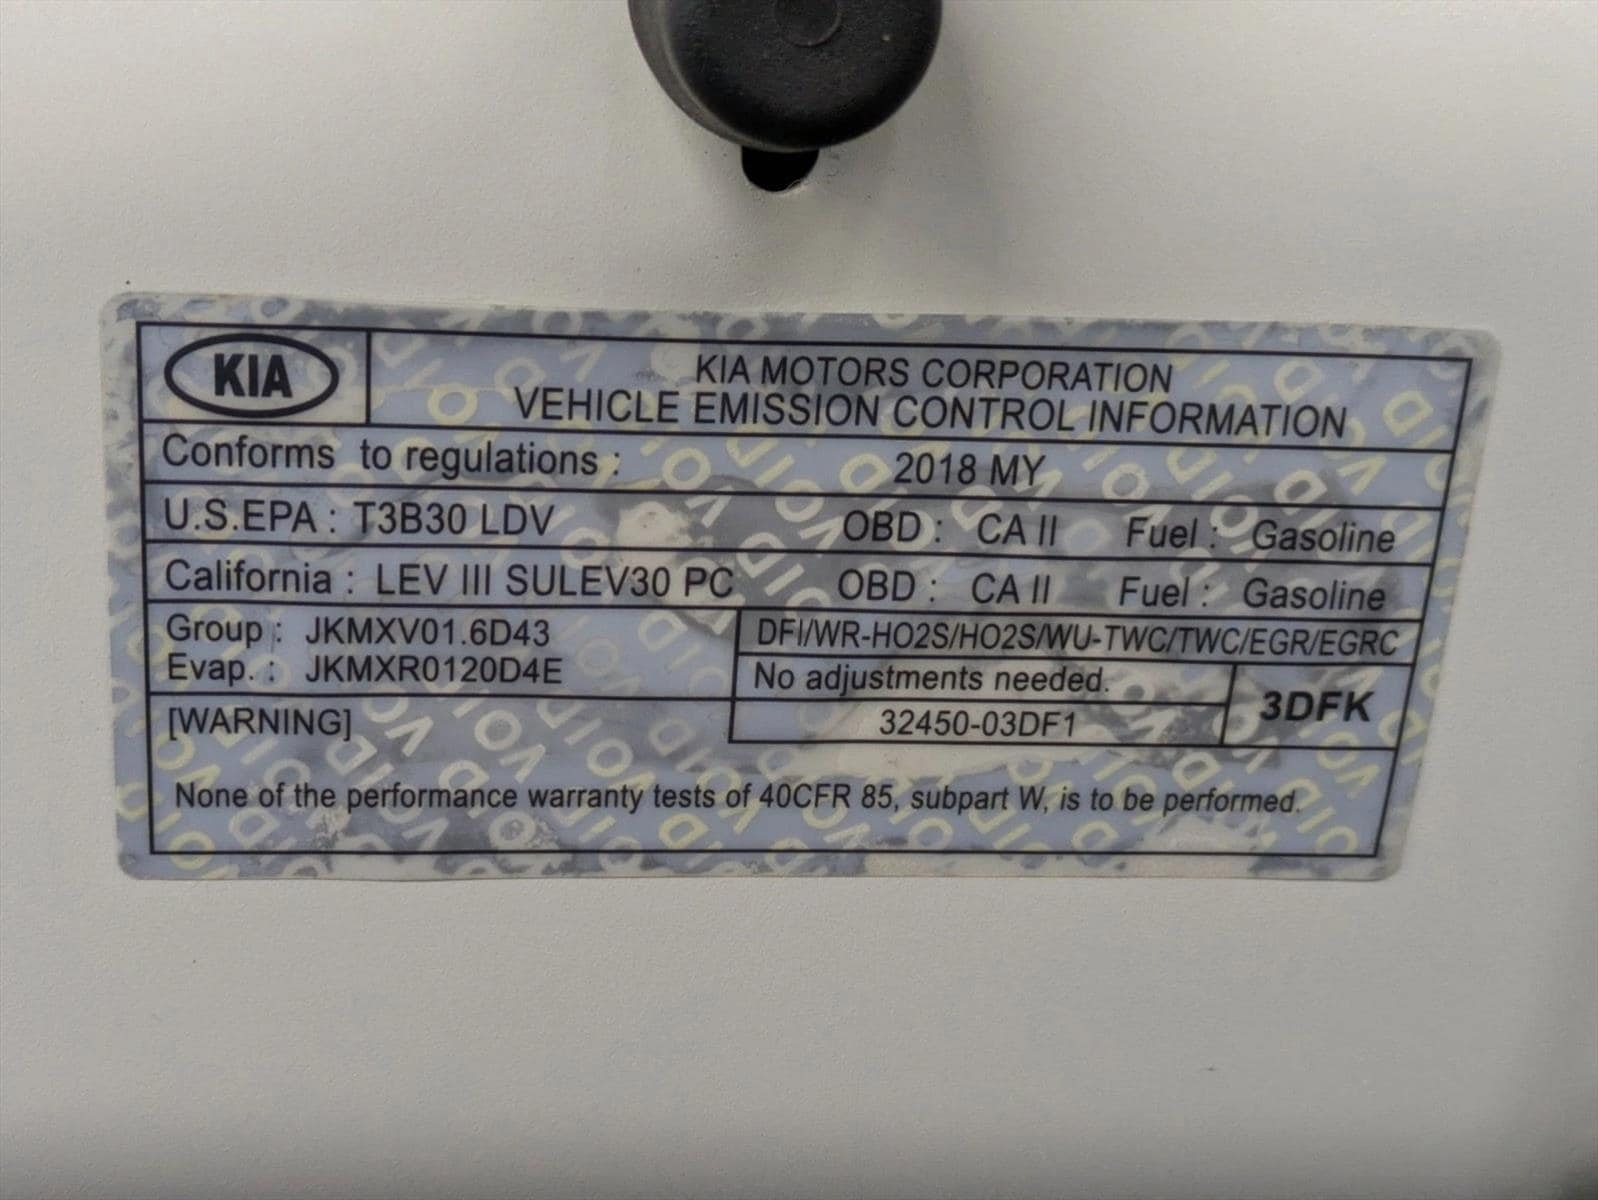 KIA
KIA MOTORS CORPORATION
VEHICLE EMISSION CONTROL INFORMATION
Conforms to regulations : 2018 MY
U.S.EPA : T3B30 LDV OBD : CA II Fuel : Gasoline
California : LEV III SULEV30 PC OBD : CA II Fuel : Gasoline
Group : JKMXV01.6D43
Evap. : JKMXR0120D4E
DFI/WR-HO2S/HO2S/WU-TWC/TWC/EGR/EGRC
No adjustments needed.
3DFK
32450-03DF1
[WARNING]
None of the performance warranty tests of 40CFR 85, subpart W, is to be performed.